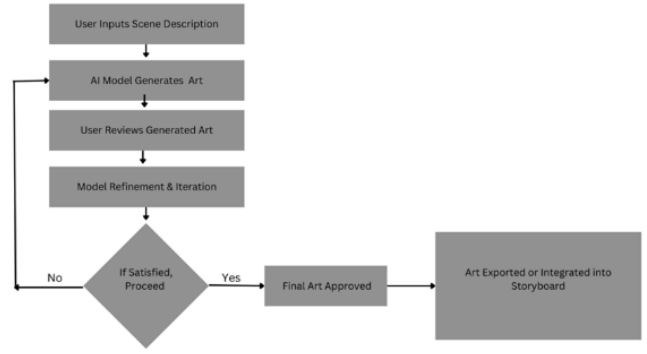 User Inputs Scene Description
AI Model Generates Art
User Reviews Generated Art
Model Refinement & Iteration
If Satisfied,
Proceed
No
Yes
Final Art Approved
Art Exported or Integrated into
Storyboard